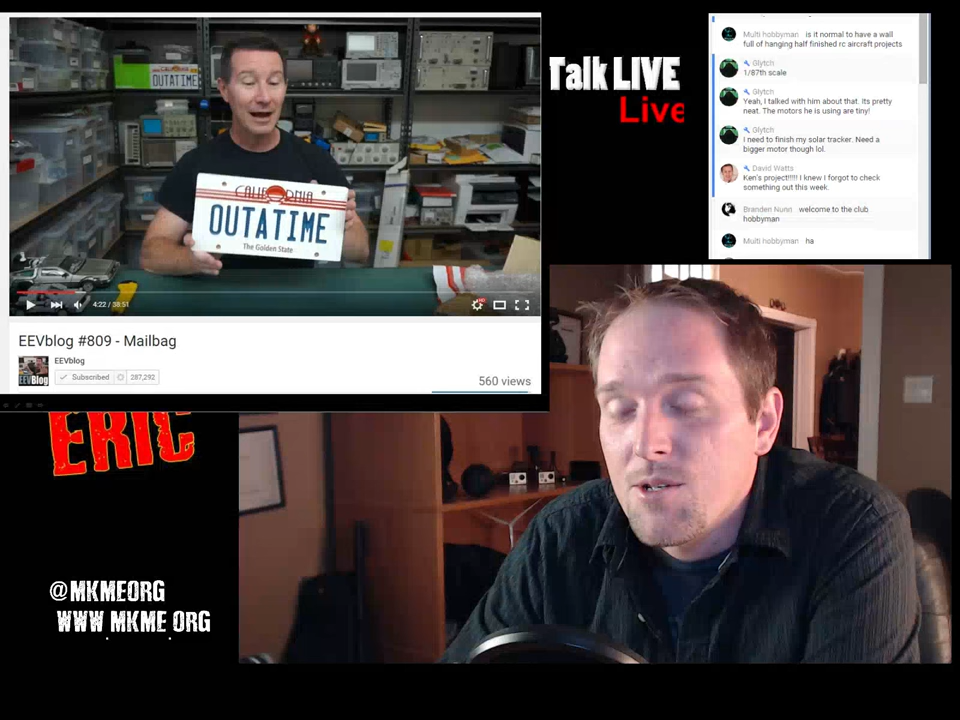 OUTATIME
CALIFORNIA
OUTATIME
The Golden State
4:22 / 38:51
EEVblog #809 - Mailbag
EEVblog
EEVBlog
Subscribed
287,292
560 views
Talk LIVE
Live
Multi hobbyman is it normal to have a wall
full of hanging half finished rc aircraft projects
Glytch
1/87th scale
Glytch
Yeah, I talked with him about that. Its pretty
neat. The motors he is using are tiny!
Glytch
I need to finish my solar tracker. Need a
bigger motor though lol.
David Watts
Ken's project!!!!! I knew I forgot to check
something out this week.
Branden Nunn welcome to the club
hobbyman
Multi hobbyman ha
ERIC
@MKMEORG
WWW.MKME.ORG